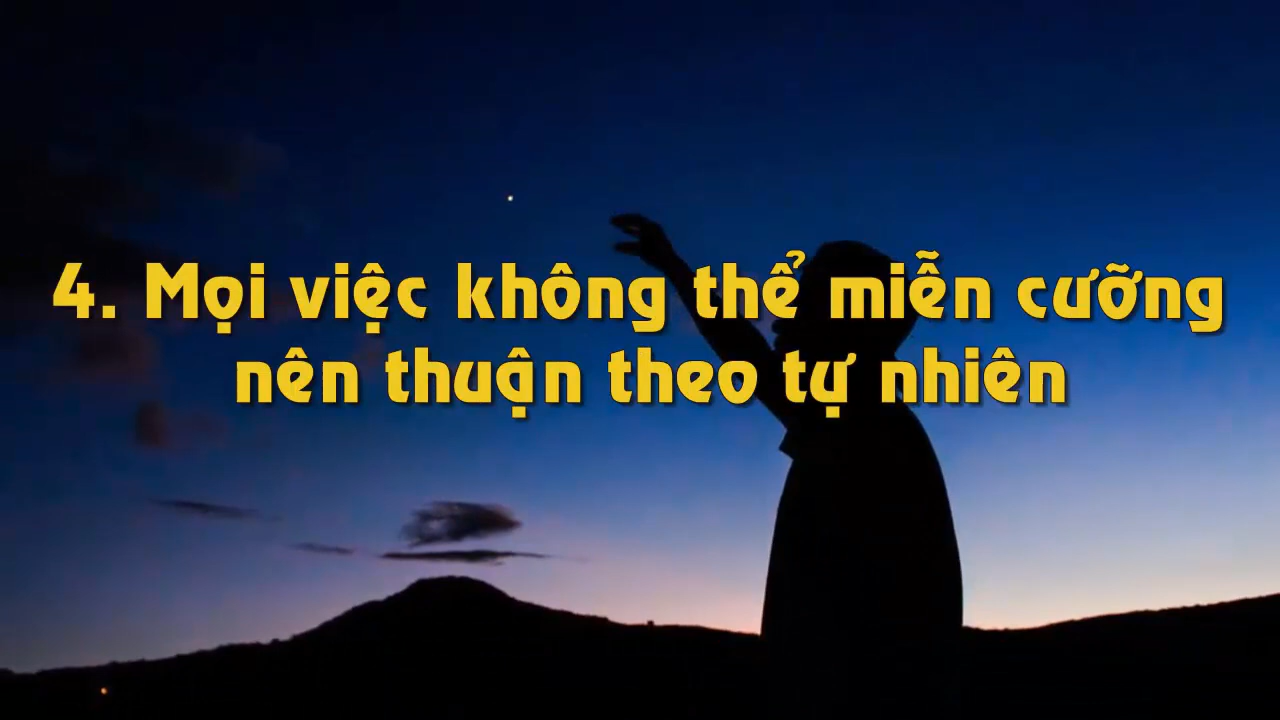 4. Mọi việc không thể miễn cưỡng
nên thuận theo tự nhiên